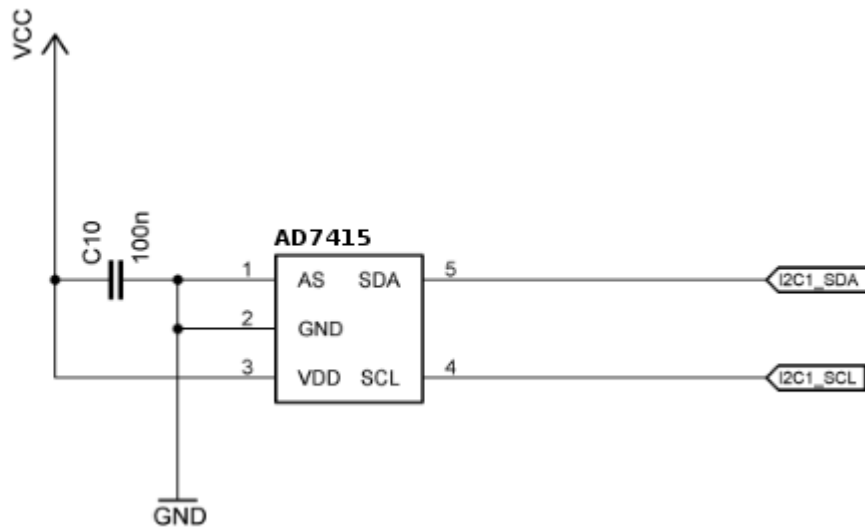 VCC
C10
100n
AD7415
1
AS
SDA
5
I2C1_SDA
2
GND
3
VDD
SCL
4
I2C1_SCL
GND